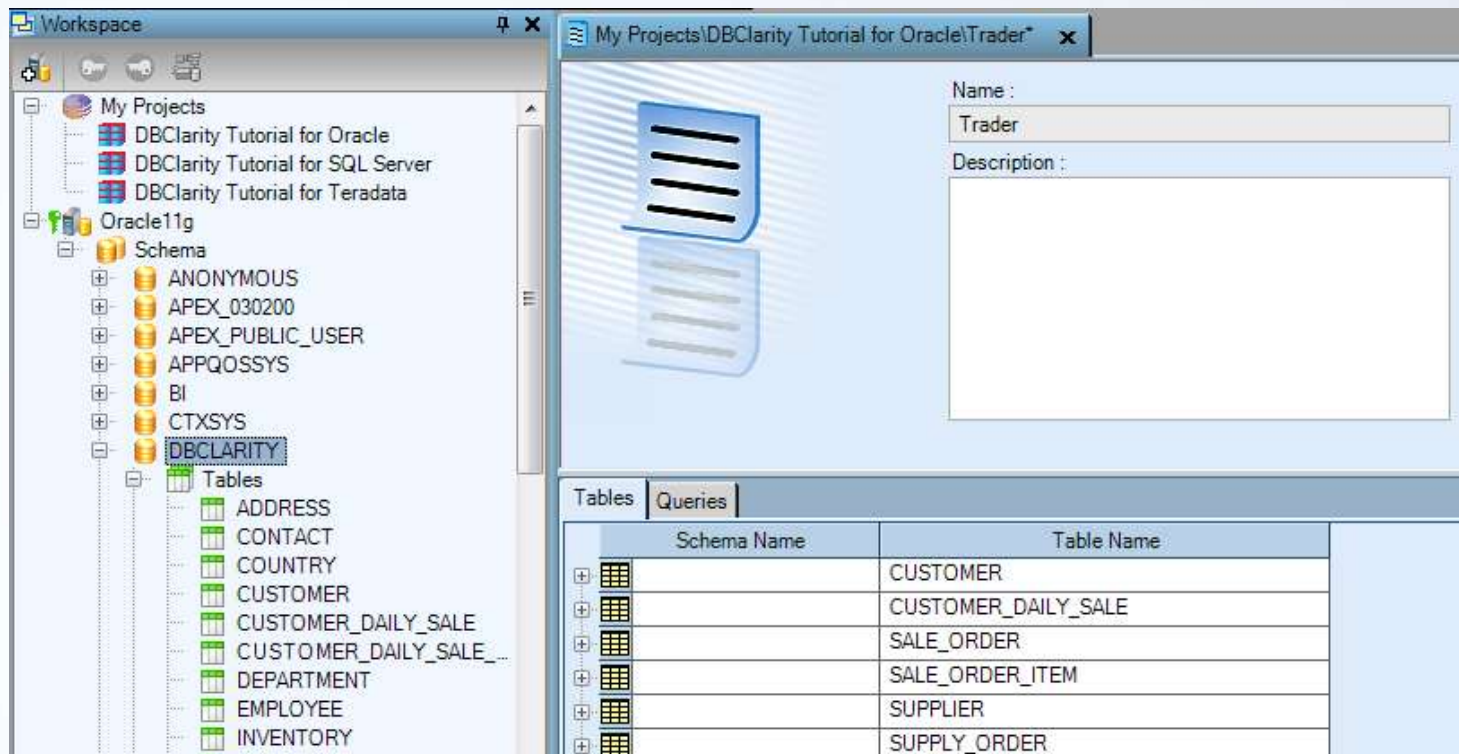 Workspace
My Projects
DBClarity Tutorial for Oracle
DBClarity Tutorial for SQL Server
DBClarity Tutorial for Teradata
Oracle11g
Schema
ANONYMOUS
APEX_030200
APEX_PUBLIC_USER
APPQOSSYS
BI
CTXSYS
DBCLARITY
Tables
ADDRESS
CONTACT
COUNTRY
CUSTOMER
CUSTOMER_DAILY_SALE
CUSTOMER_DAILY_SALE_...
DEPARTMENT
EMPLOYEE
INVENTORY
My Projects\DBClarity Tutorial for Oracle\Trader*
Name :
Trader
Description :
Tables Queries
Schema Name Table Name
CUSTOMER
CUSTOMER_DAILY_SALE
SALE_ORDER
SALE_ORDER_ITEM
SUPPLIER
SUPPLY_ORDER